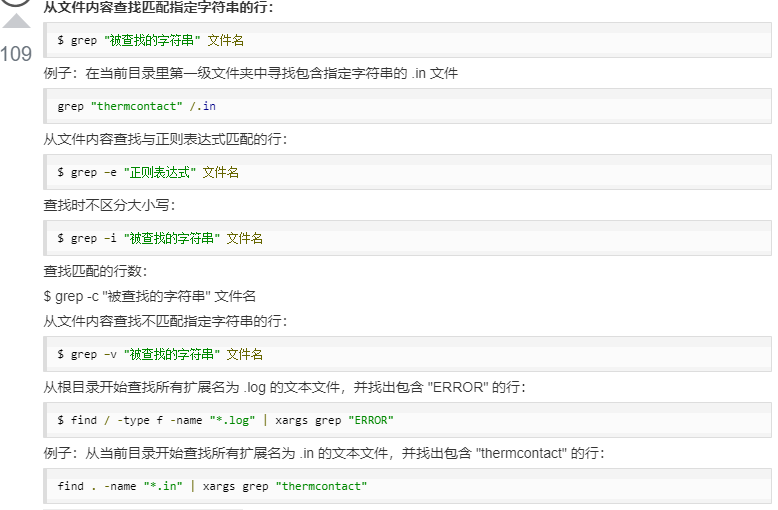 从文件内容查找匹配指定字符串的行：
109
$ grep "被查找的字符串" 文件名
例子：在当前目录里第一级文件夹中寻找包含指定字符串的 .in 文件
grep "thermcontact" /.in
从文件内容查找与正则表达式匹配的行：
$ grep –e "正则表达式" 文件名
查找时不区分大小写：
$ grep –i "被查找的字符串" 文件名
查找匹配的行数：
$ grep -c "被查找的字符串" 文件名
从文件内容查找不匹配指定字符串的行：
$ grep –v "被查找的字符串" 文件名
从根目录开始查找所有扩展名为 .log 的文本文件，并找出包含 "ERROR" 的行：
$ find / -type f -name "*.log" | xargs grep "ERROR"
例子：从当前目录开始查找所有扩展名为 .in 的文本文件，并找出包含 "thermcontact" 的行：
find . -name "*.in" | xargs grep "thermcontact"